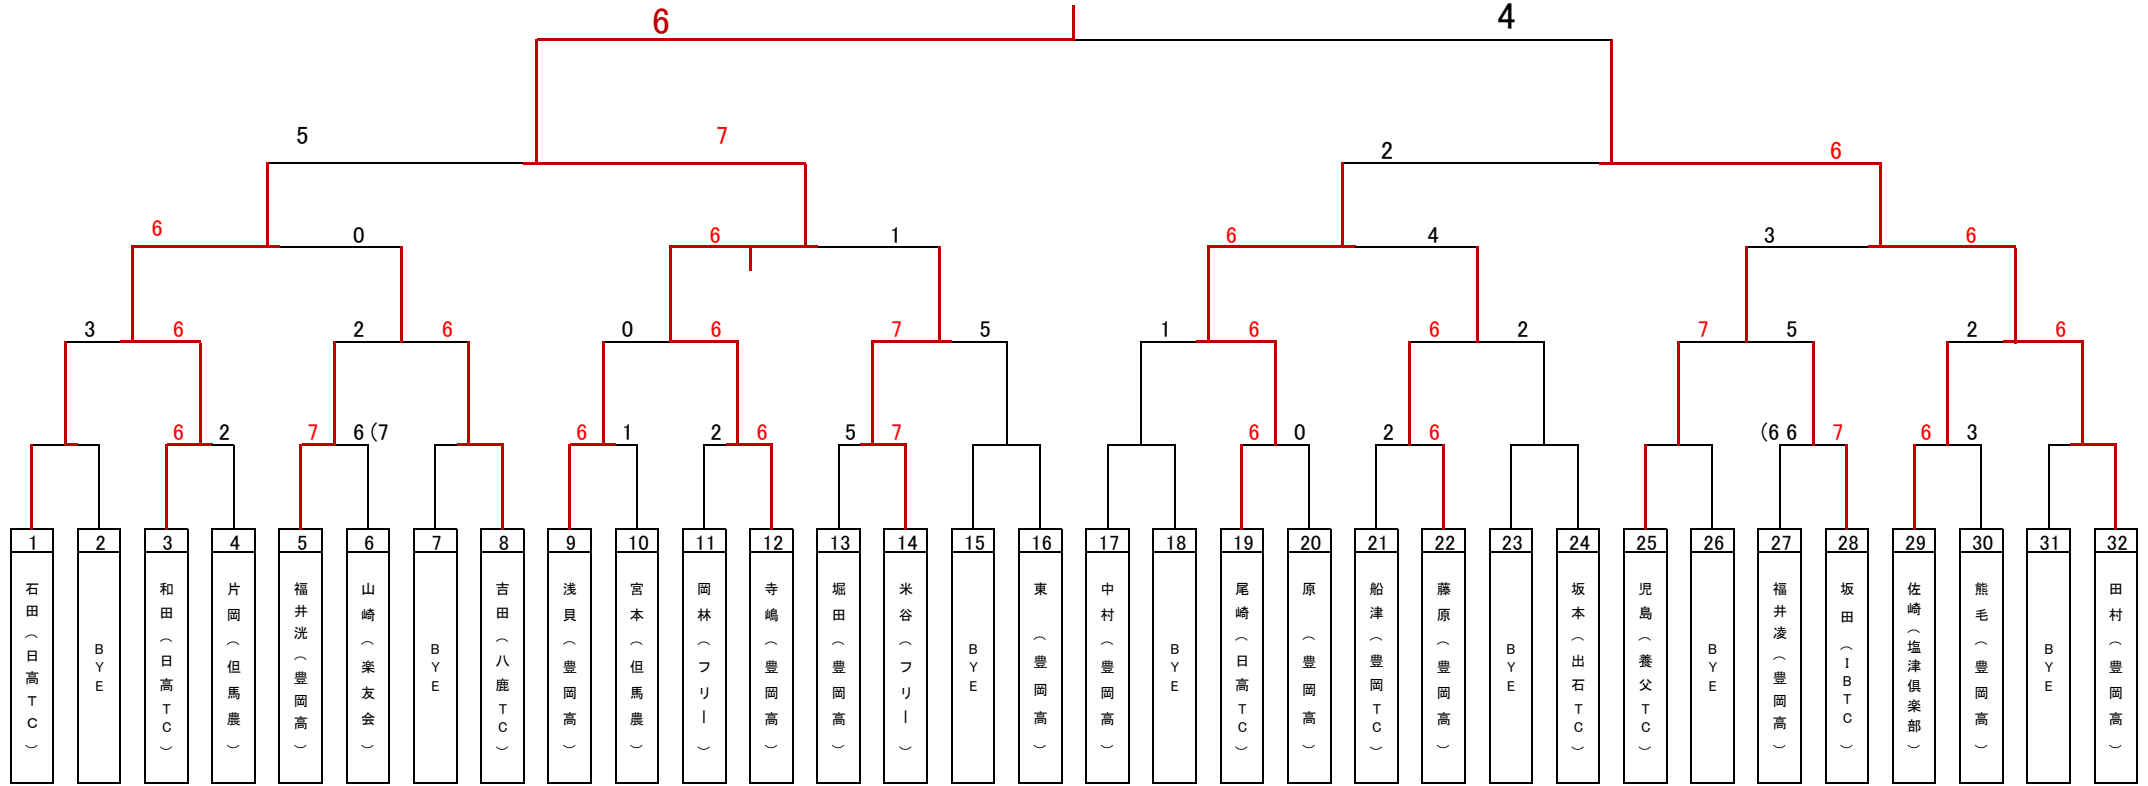 6 4
5 7
2 6
6 0 6 1 6 4 3 6
3 6 2 6 0 6 7 5 1 6 6 2 7 5 2 6
6 2 7 6 (7 6 1 2 6 5 7 6 0 2 6 (6 6 7 6 3
1 2 3 4 5 6 7 8 9 10 11 12 13 14 15 16 17 18 19 20 21 22 23 24 25 26 27 28 29 30 31 32
石田(日高TC)
BYE
和田(日高TC)
片岡(但馬農)
福井洸(豊岡高)
山崎(楽友会)
BYE
吉田(八鹿TC)
浅貝(豊岡高)
宮本(但馬農)
岡林(フリー)
寺嶋(豊岡高)
堀田(豊岡高)
米谷(フリー)
BYE
東 (豊岡高)
中村(豊岡高)
BYE
尾崎(日高TC)
原 (豊岡高)
船津(豊岡TC)
藤原(豊岡高)
BYE
坂本(出石TC)
児島(養父TC)
BYE
福井凌(豊岡高)
坂田(IBTC)
佐崎(塩津倶楽部)
熊毛(豊岡高)
BYE
田村(豊岡高)